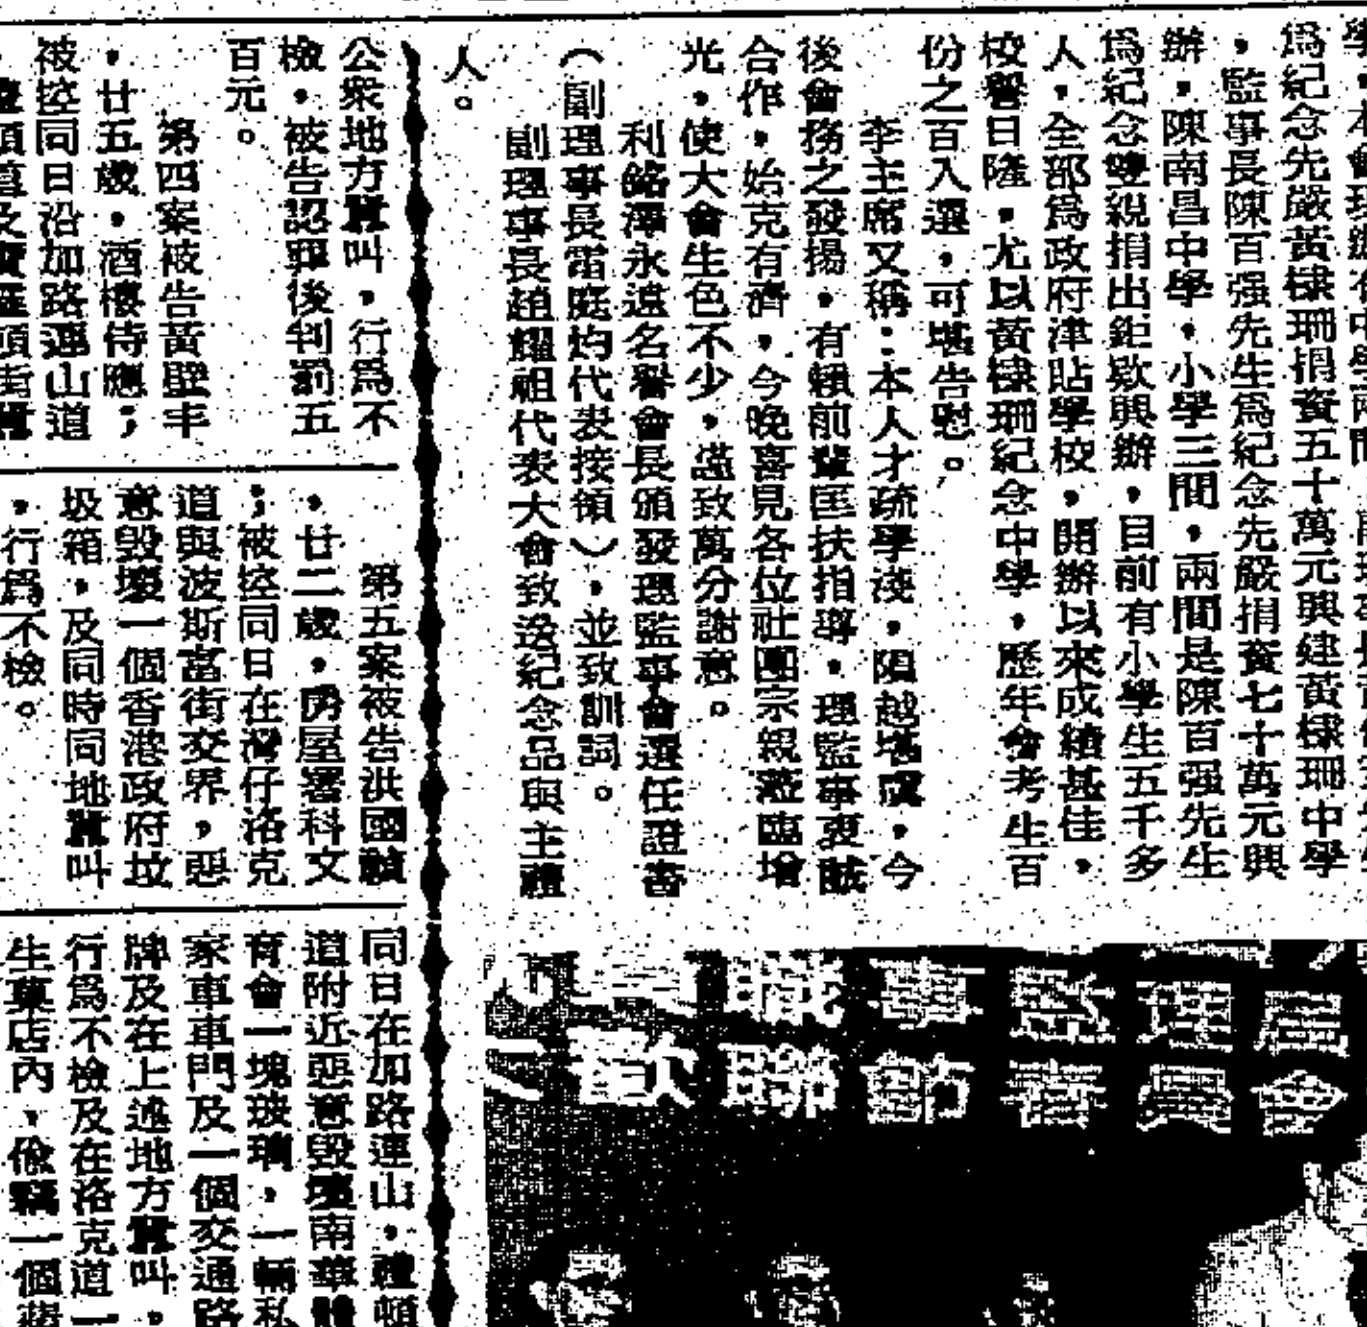 爲紀念先嚴黃棣珊捐資五十萬元興建黃棣珊中學
，監事長陳百强先生爲紀念先嚴捐資七十萬元興
辦，陳南昌中學，小學三間，兩間是陳百强先生
爲紀念雙親捐出鉅欵興辦，目前有小學生五千多
人，全部爲政府津貼學校，開辦以來成績甚佳，
校譽日隆，尤以黃棣珊紀念中學，歷年會考生百
份之百入選，可堪告慰。
李主席又稱：本人才疏學淺，隕越堪虞，今
後會務之發揚，有賴前輩匡扶指導，理監事衷誠
合作，始克有濟，今晚喜見各位社團宗親蒞臨增
光，使大會生色不少，謹致萬分謝意。
利銘澤永遠名譽會長頒發理監事會選任證書
（副理事長雷庭灼代表接領），並致訓詞。
副理事長趙耀祖代表大會致送紀念品與主禮
人。
公衆地方囂叫，行爲不
檢，被告認罪後判罰五
百元。
第四案被告黃壁丰
，廿五歲，酒樓侍應；
被控同日沿加路連山道
第五案被告洪國
，廿二歲，屋署科文
；被控同日在灣仔洛克
道與波斯富街交界，惡
意毀壞一個香港政府垃
圾箱，及同時同地囂叫
，行爲不檢。
同日在加路連山，禮頓
道附近惡意毀壞南華體
育會一塊玻璃，一輛私
家車車門及一個交通路
牌及在上述地方囂叫，
行爲不檢及在洛克道一
生菓店內，偷竊一個
歡聯節
會